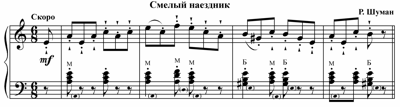 Смелый наездник
Скоро
Р. Шуман
mf
М М М М Б Б М
(А) (А) (А)